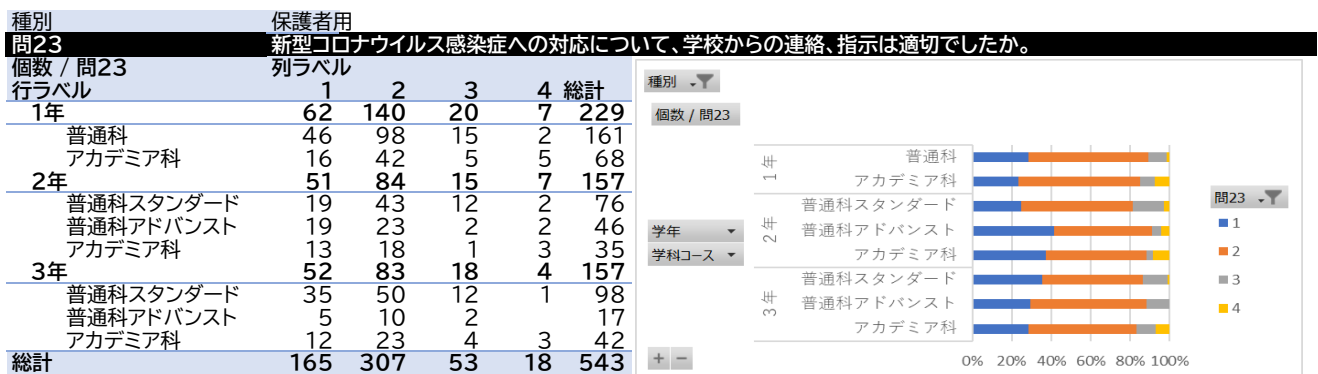 種別 保護者用
問23 新型コロナウイルス感染症への対応について、学校からの連絡、指示は適切でしたか。
個数 / 問23 列ラベル
行ラベル 1 2 3 4 総計
1年 62 140 20 7 229
普通科 46 98 15 2 161
アカデミア科 16 42 5 5 68
2年 51 84 15 7 157
普通科スタンダード 19 43 12 2 76
普通科アドバンスト 19 23 2 2 46
アカデミア科 13 18 1 3 35
3年 52 83 18 4 157
普通科スタンダード 35 50 12 1 98
普通科アドバンスト 5 10 2 17
アカデミア科 12 23 4 3 42
総計 165 307 53 18 543
種別
個数 / 問23
学年
学科コース
1年
普通科
アカデミア科
2年
普通科スタンダード
普通科アドバンスト
アカデミア科
3年
普通科スタンダード
普通科アドバンスト
アカデミア科
0% 20% 40% 60% 80% 100%
問23
1
2
3
4
+ −